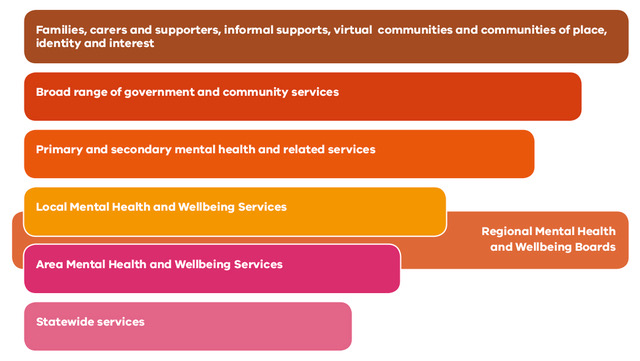 Families, carers and supporters, informal supports, virtual communities and communities of place,
identity and interest
Broad range of government and community services
Primary and secondary mental health and related services
Local Mental Health and Wellbeing Services
Regional Mental Health
and Wellbeing Boards
Area Mental Health and Wellbeing Services
Statewide services